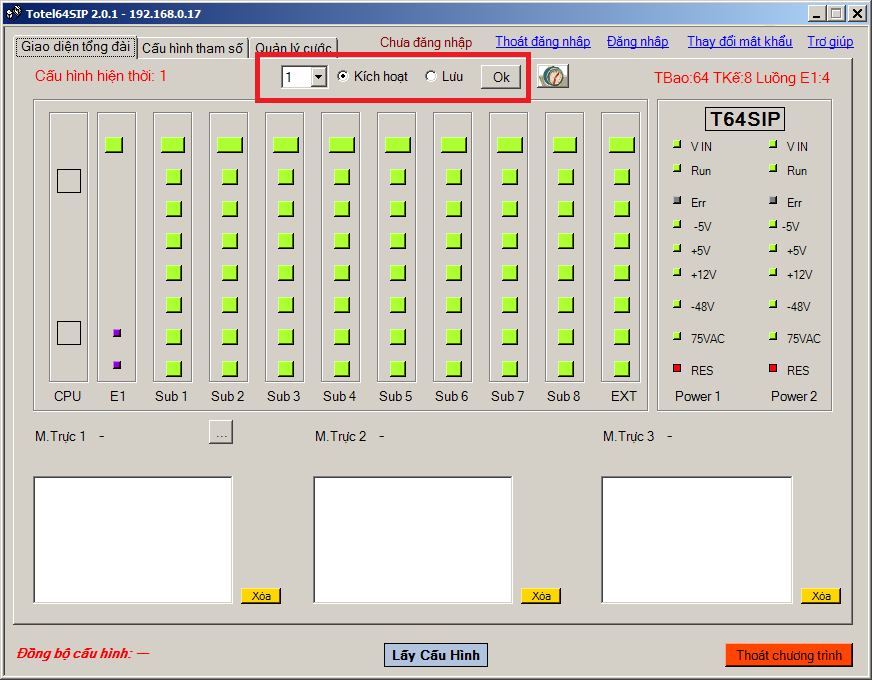 Totel64SIP 2.0.1 - 192.168.0.17
Giao diện tổng đài Cấu hình tham số Quản lý cước Chưa đăng nhập Thoát đăng nhập Đăng nhập Thay đổi mật khẩu Trợ giúp
Cấu hình hiện thời: 1 1 Kích hoạt Lưu Ok TBao:64 TKế:8 Luồng E1:4
T64SIP
V IN V IN
Run Run
Err Err
-5V -5V
+5V +5V
+12V +12V
-48V -48V
75VAC 75VAC
RES RES
CPU E1 Sub 1 Sub 2 Sub 3 Sub 4 Sub 5 Sub 6 Sub 7 Sub 8 EXT Power 1 Power 2
M.Trực 1 - ... M.Trực 2 - M.Trực 3 -
Xóa Xóa Xóa
Đồng bộ cấu hình: — Lấy Cấu Hình Thoát chương trình